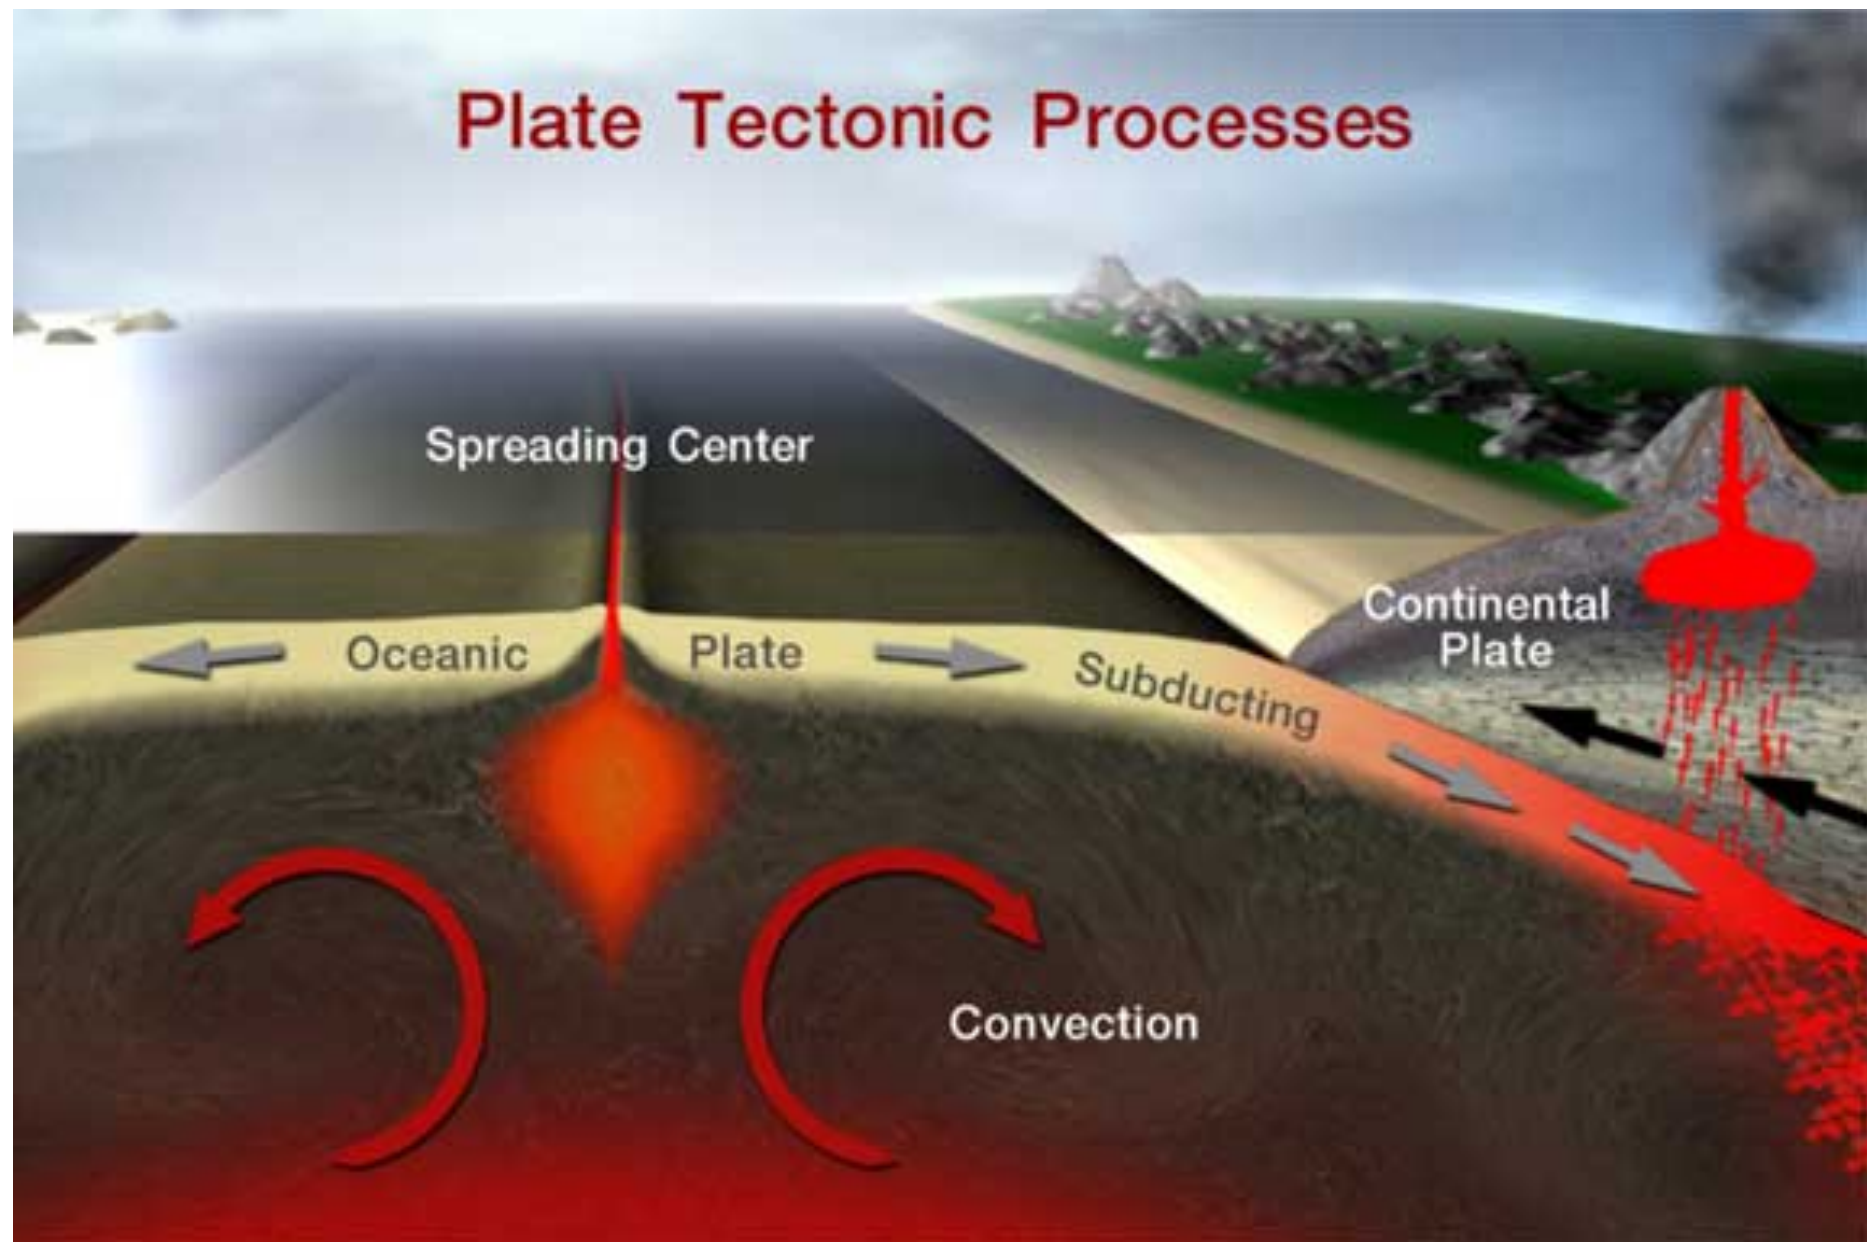 Plate Tectonic Processes
Spreading Center
Continental
Plate
Oceanic Plate
Subducting
Convection